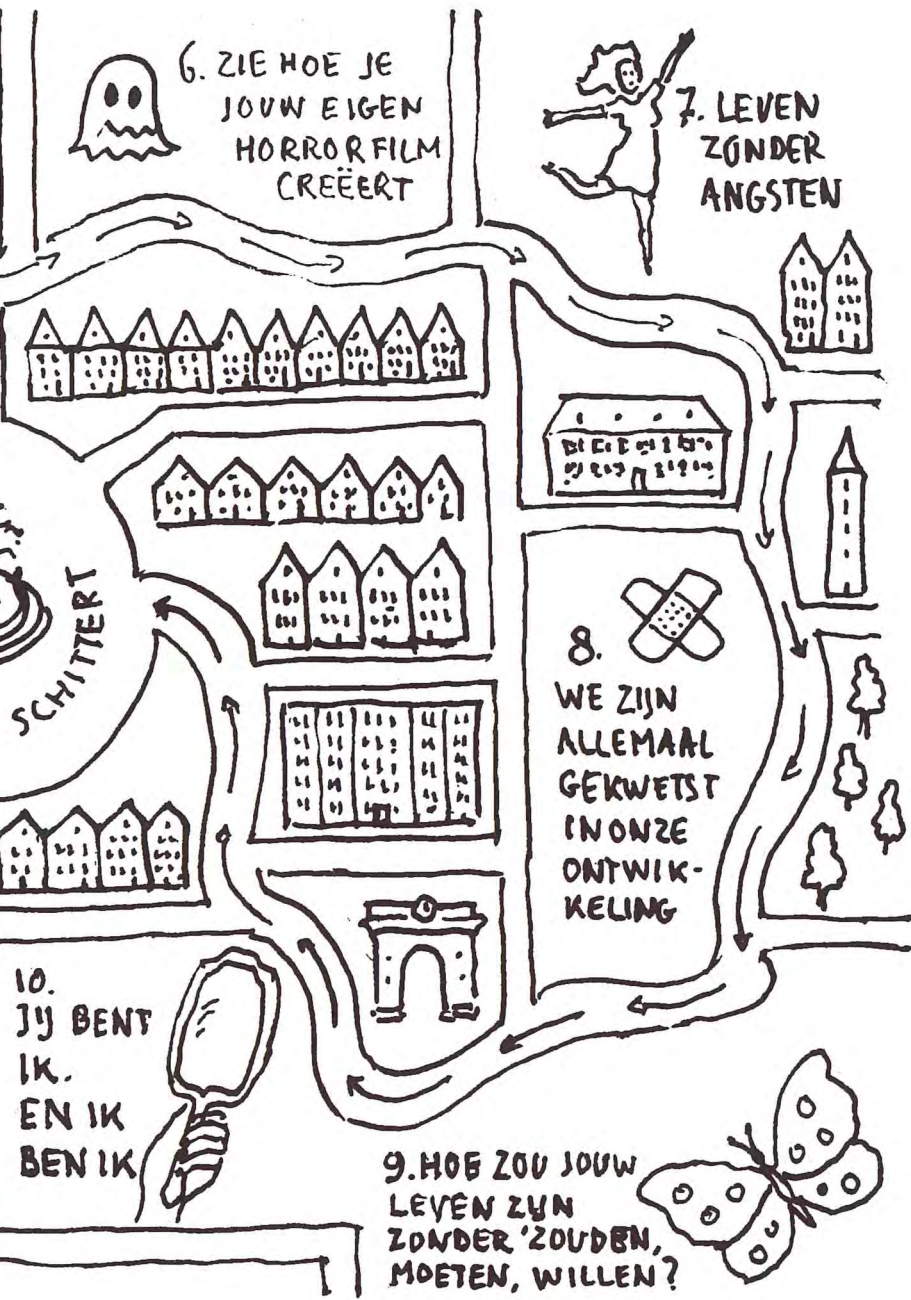 6. ZIE HOE JE
JOUW EIGEN
HORRORFILM
CREËERT
7. LEVEN
ZONDER
ANGSTEN
SCHITTERT
8.
WE ZIJN
ALLEMAAL
GEKWETST
IN ONZE
ONTWIK-
KELING
10.
JIJ BENT
IK.
EN IK
BEN IK
9. HOE ZOU JOUW
LEVEN ZIJN
ZONDER 'ZOUDEN,
MOETEN, WILLEN?